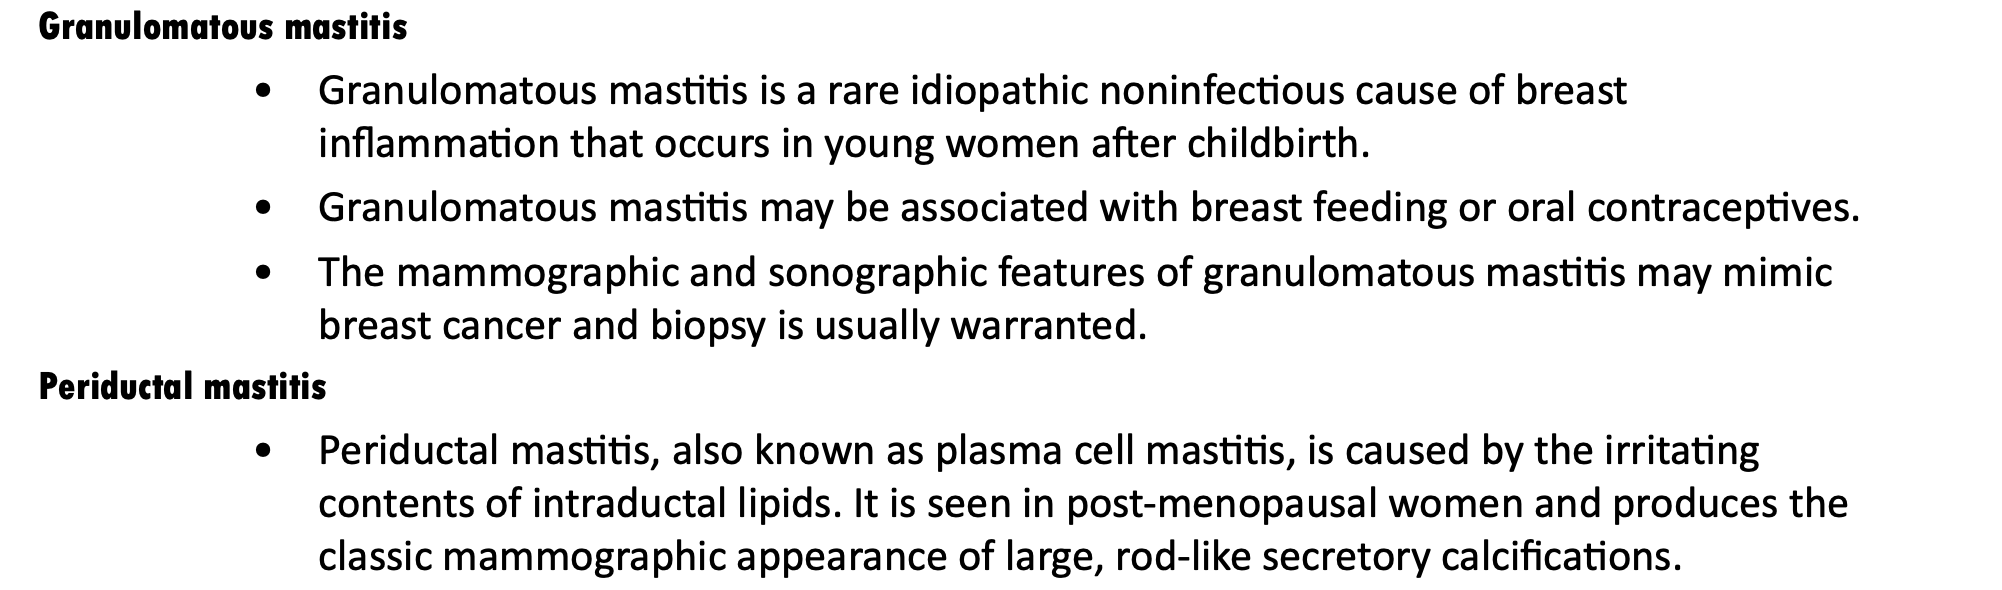 Granulomatous mastitis
• Granulomatous mastitis is a rare idiopathic noninfectious cause of breast
inflammation that occurs in young women after childbirth.
• Granulomatous mastitis may be associated with breast feeding or oral contraceptives.
• The mammographic and sonographic features of granulomatous mastitis may mimic
breast cancer and biopsy is usually warranted.
Periductal mastitis
• Periductal mastitis, also known as plasma cell mastitis, is caused by the irritating
contents of intraductal lipids. It is seen in post-menopausal women and produces the
classic mammographic appearance of large, rod-like secretory calcifications.